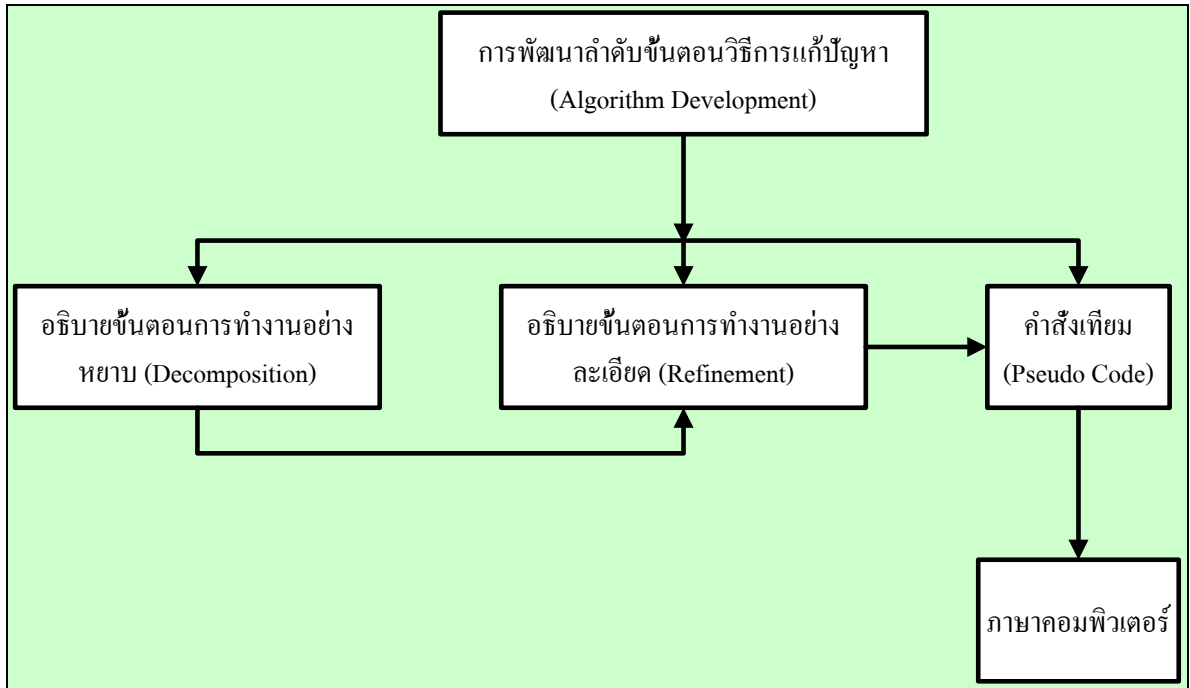 การพัฒนาลำดับขั้นตอนวิธีการแก้ปัญหา
(Algorithm Development)
อธิบายขั้นตอนการทำงานอย่าง
หยาบ (Decomposition)
อธิบายขั้นตอนการทำงานอย่าง
ละเอียด (Refinement)
คำสั่งเทียม
(Pseudo Code)
ภาษาคอมพิวเตอร์